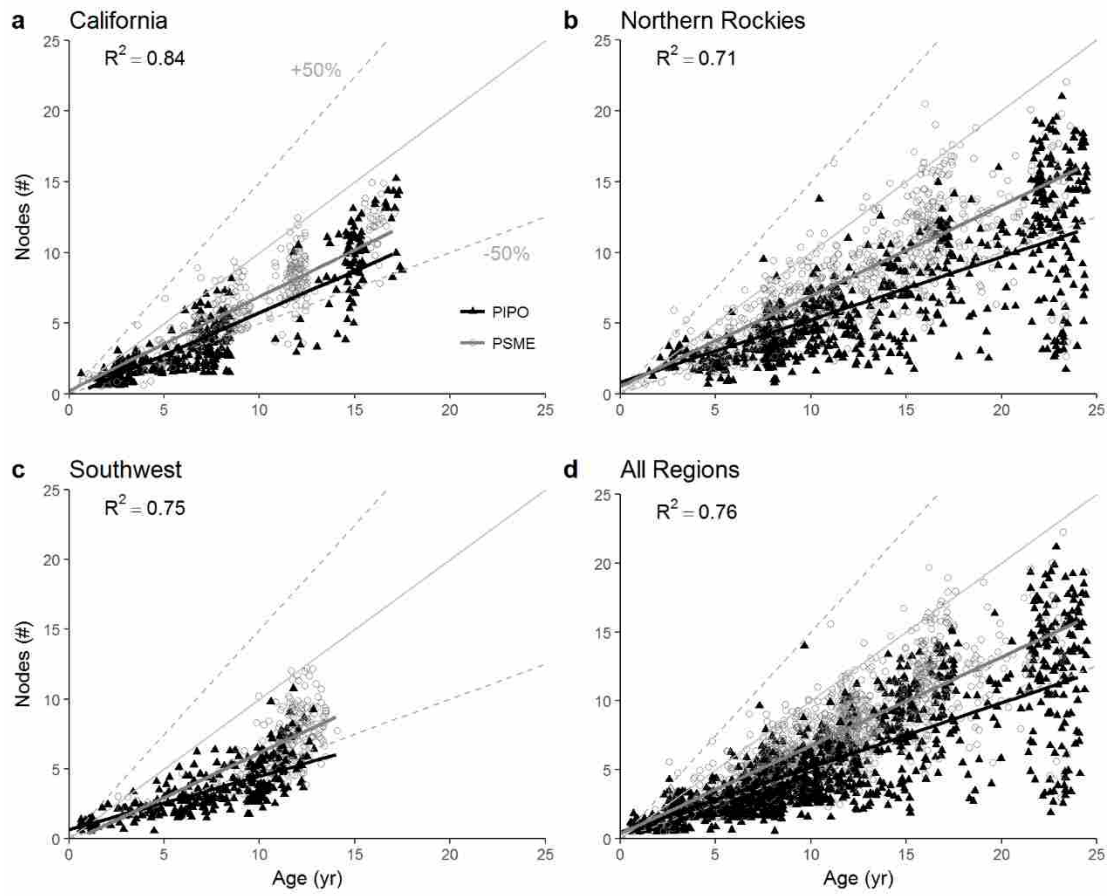 a California
R² = 0.84
+50%
-50%
PIPO
PSME
Nodes (#)
25
20
15
10
5
0
0 5 10 15 20 25
b Northern Rockies
R² = 0.71
25
20
15
10
5
0
0 5 10 15 20 25
c Southwest
R² = 0.75
Nodes (#)
25
20
15
10
5
0
0 5 10 15 20 25
Age (yr)
d All Regions
R² = 0.76
25
20
15
10
5
0
0 5 10 15 20 25
Age (yr)